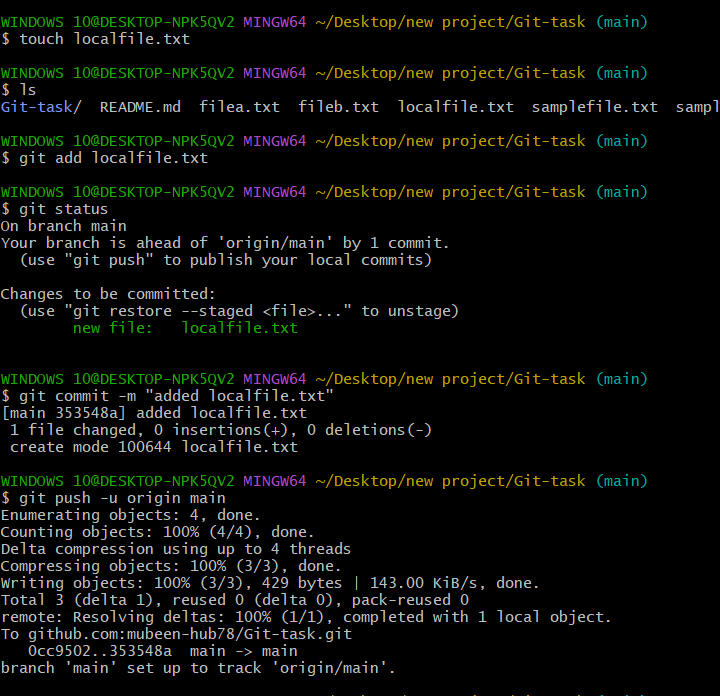 WINDOWS 10@DESKTOP-NPK5QV2 MINGW64 ~/Desktop/new project/Git-task (main)
$ touch localfile.txt
WINDOWS 10@DESKTOP-NPK5QV2 MINGW64 ~/Desktop/new project/Git-task (main)
$ ls
Git-task/  README.md  filea.txt  fileb.txt  localfile.txt  samplefile.txt  sampl
WINDOWS 10@DESKTOP-NPK5QV2 MINGW64 ~/Desktop/new project/Git-task (main)
$ git add localfile.txt
WINDOWS 10@DESKTOP-NPK5QV2 MINGW64 ~/Desktop/new project/Git-task (main)
$ git status
On branch main
Your branch is ahead of 'origin/main' by 1 commit.
  (use "git push" to publish your local commits)
Changes to be committed:
  (use "git restore --staged <file>..." to unstage)
        new file:   localfile.txt
WINDOWS 10@DESKTOP-NPK5QV2 MINGW64 ~/Desktop/new project/Git-task (main)
$ git commit -m "added localfile.txt"
[main 353548a] added localfile.txt
 1 file changed, 0 insertions(+), 0 deletions(-)
 create mode 100644 localfile.txt
WINDOWS 10@DESKTOP-NPK5QV2 MINGW64 ~/Desktop/new project/Git-task (main)
$ git push -u origin main
Enumerating objects: 4, done.
Counting objects: 100% (4/4), done.
Delta compression using up to 4 threads
Compressing objects: 100% (3/3), done.
Writing objects: 100% (3/3), 429 bytes | 143.00 KiB/s, done.
Total 3 (delta 1), reused 0 (delta 0), pack-reused 0
remote: Resolving deltas: 100% (1/1), completed with 1 local object.
To github.com:mubeen-hub78/Git-task.git
   0cc9502..353548a  main -> main
branch 'main' set up to track 'origin/main'.